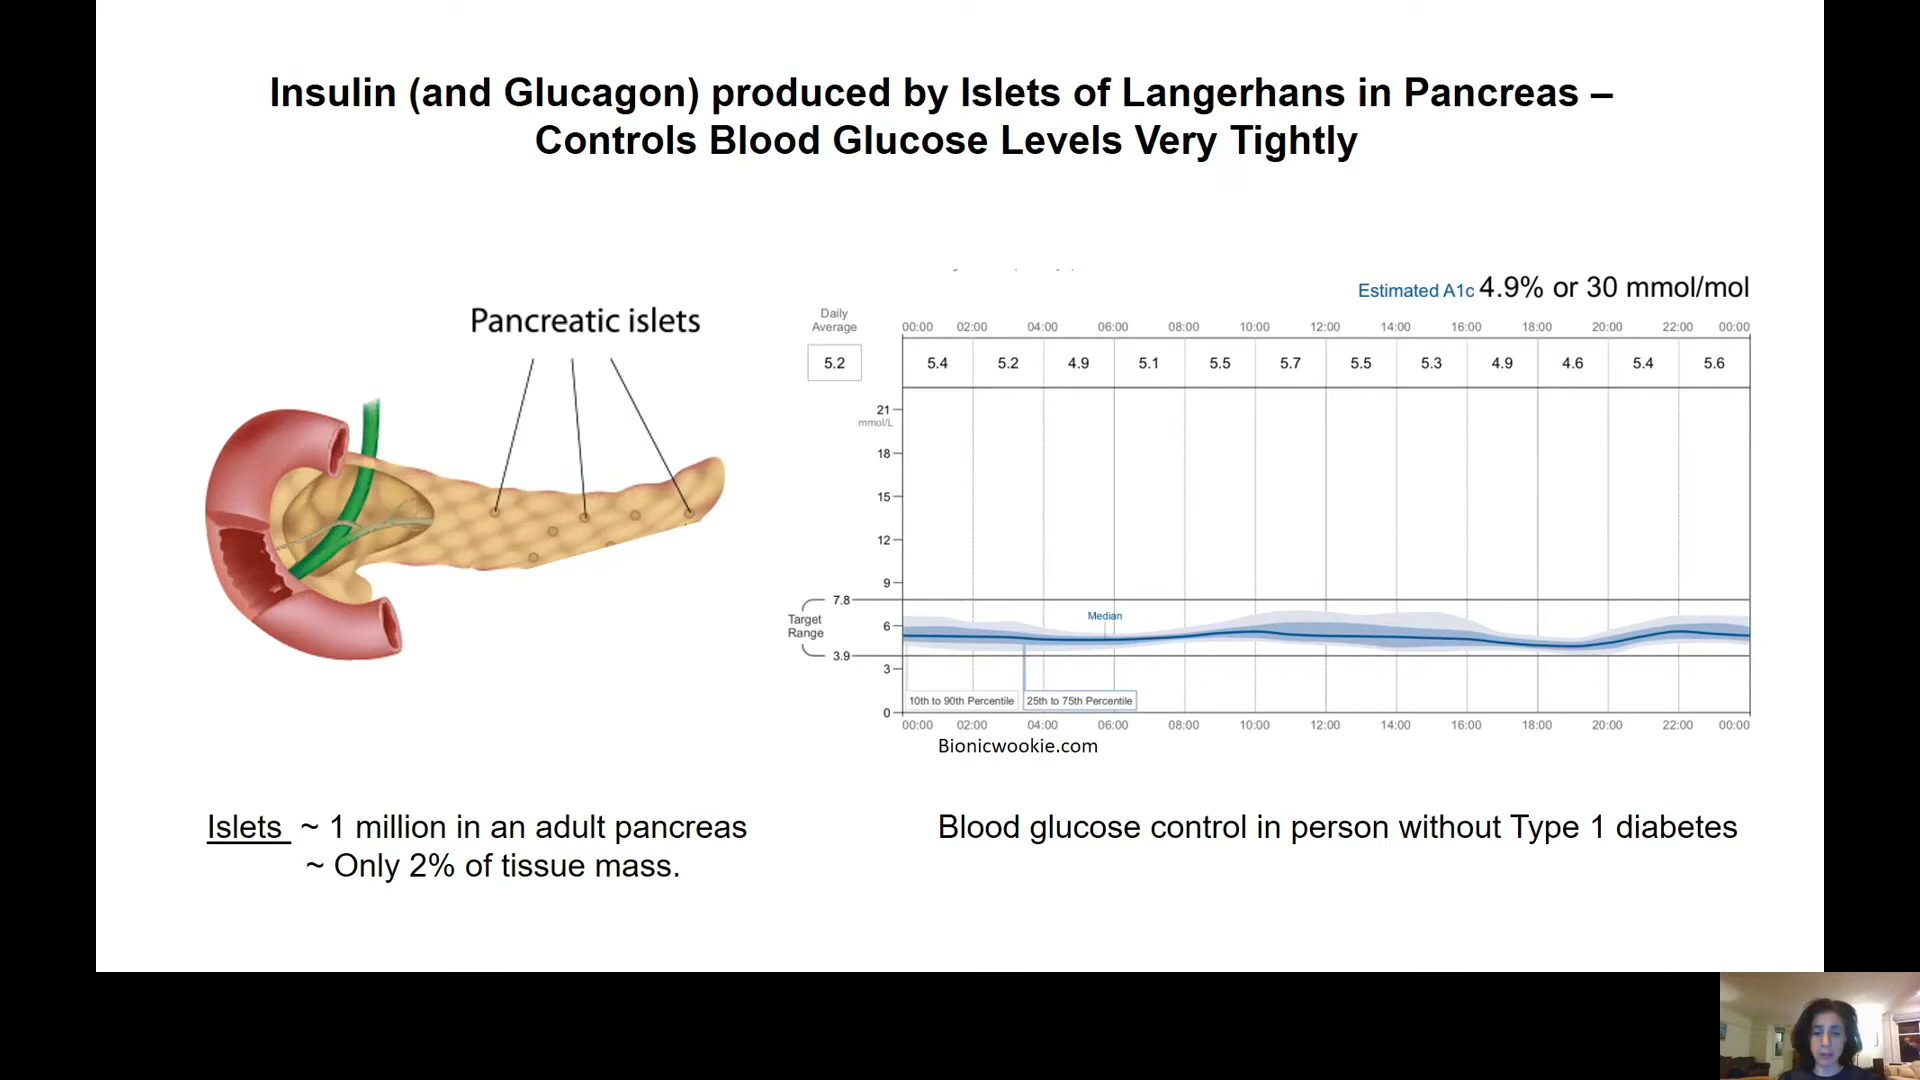 Insulin (and Glucagon) produced by Islets of Langerhans in Pancreas –
Controls Blood Glucose Levels Very Tightly
Pancreatic islets
Estimated A1c 4.9% or 30 mmol/mol
Daily
Average
00:00 02:00 04:00 06:00 08:00 10:00 12:00 14:00 16:00 18:00 20:00 22:00 00:00
5.2 5.4 5.2 4.9 5.1 5.5 5.7 5.5 5.3 4.9 4.6 5.4 5.6
21
mmol/L
18
15
12
9
7.8
Target
Range
6
Median
3.9
3
10th to 90th Percentile 25th to 75th Percentile
0
00:00 02:00 04:00 06:00 08:00 10:00 12:00 14:00 16:00 18:00 20:00 22:00 00:00
Bionicwookie.com
Islets ~ 1 million in an adult pancreas
~ Only 2% of tissue mass.
Blood glucose control in person without Type 1 diabetes